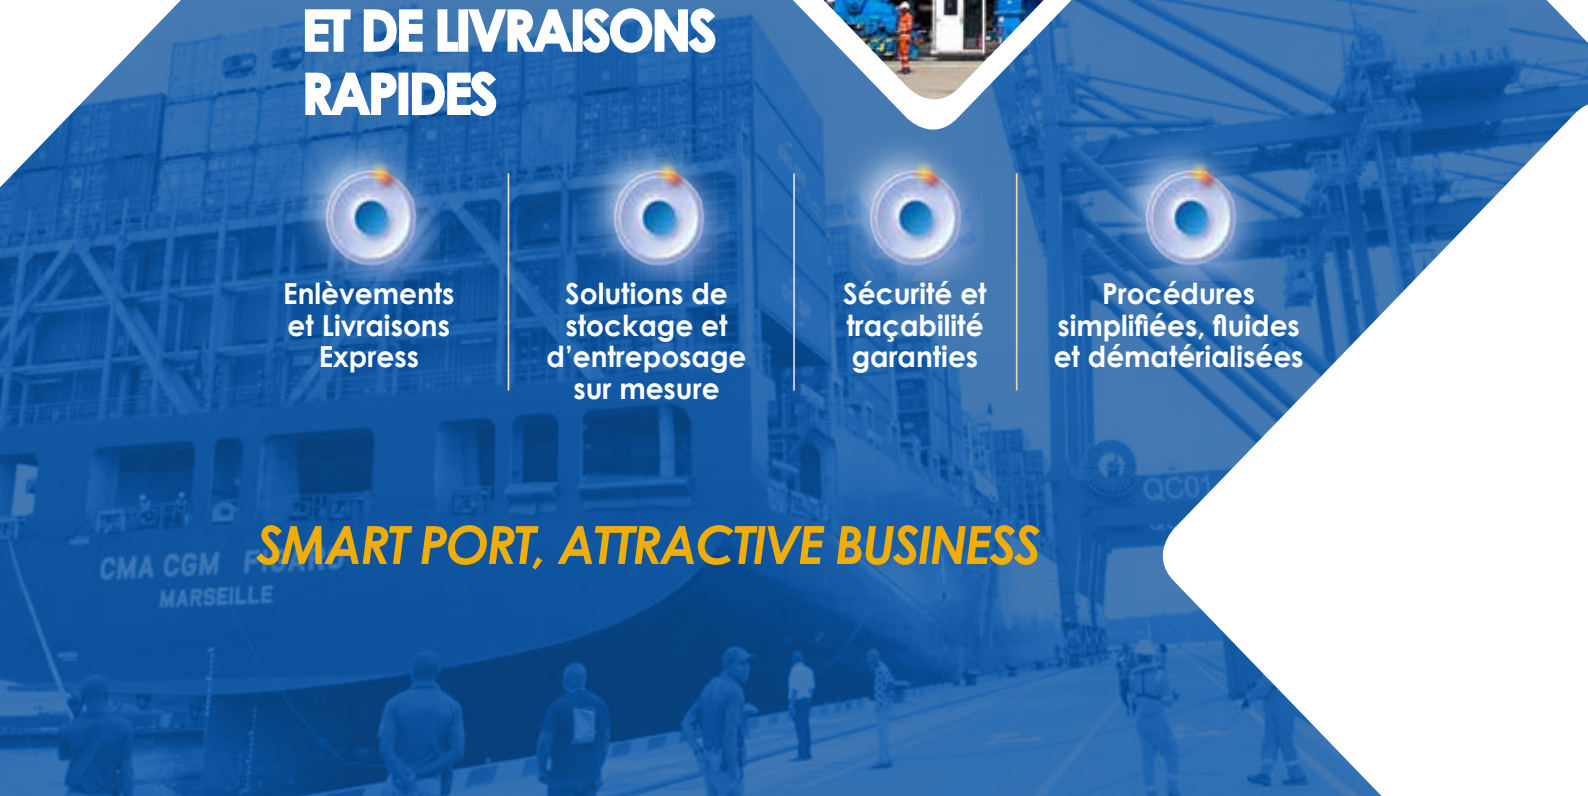 ET DE LIVRAISONS
RAPIDES
Enlèvements
et Livraisons
Express
Solutions de
stockage et
d’entreposage
sur mesure
Sécurité et
traçabilité
garanties
Procédures
simplifiées, fluides
et dématérialisées
QC01
SMART PORT, ATTRACTIVE BUSINESS
CMA CGM
MARSEILLE